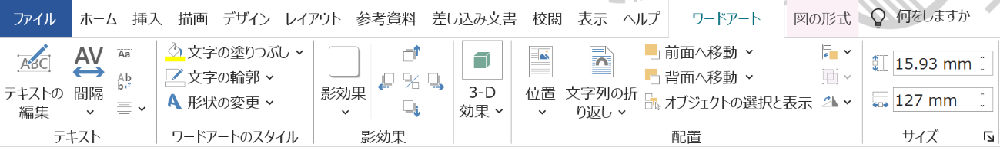 ファイル ホーム 挿入 描画 デザイン レイアウト 参考資料 差し込み文書 校閲 表示 ヘルプ ワードアート 図の形式 何をしますか
ABC
テキストの
編集
AV
間隔
Aa
Ab
b
テキスト
文字の塗りつぶし
文字の輪郭
A 形状の変更
ワードアートのスタイル
影効果
影効果
3-D
効果
位置
A
文字列の折
り返し
前面へ移動
背面へ移動
オブジェクトの選択と表示
配置
15.93 mm
127 mm
サイズ